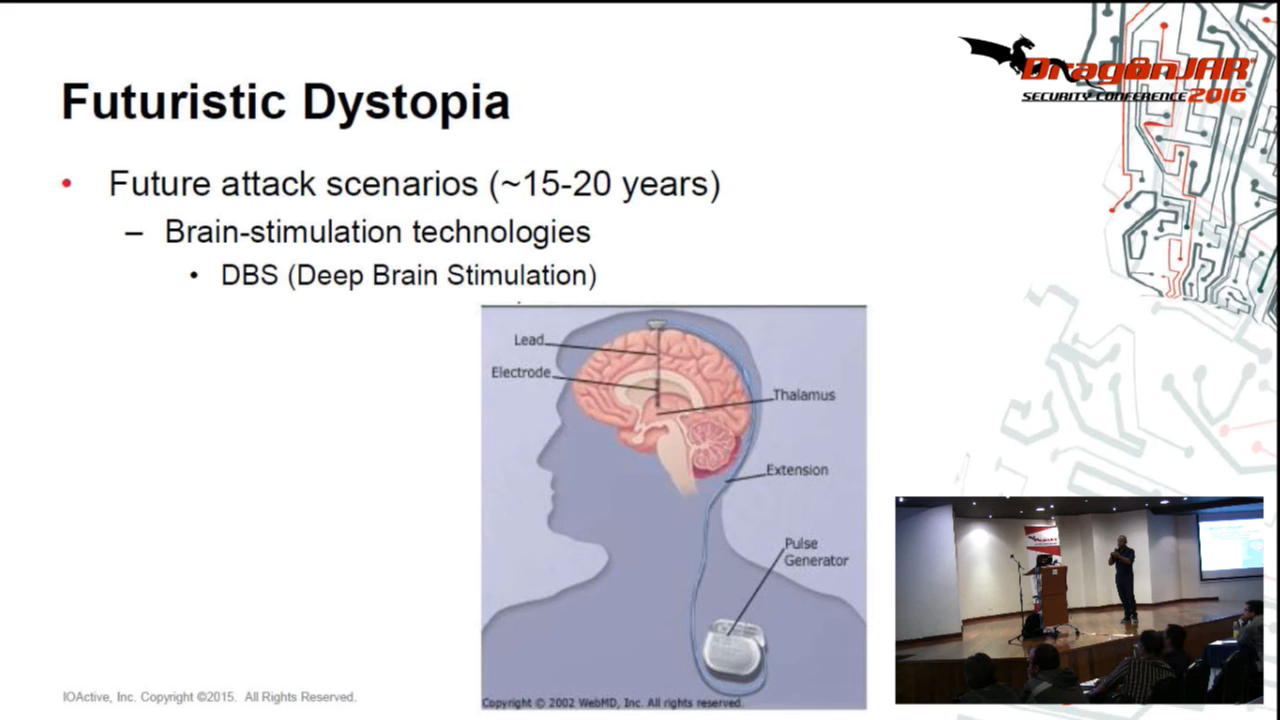 DragonJAR
SECURITY CONFERENCE 2016
Futuristic Dystopia
• Future attack scenarios (~15-20 years)
– Brain-stimulation technologies
• DBS (Deep Brain Stimulation)
Lead
Electrode
Thalamus
Extension
Pulse
Generator
Copyright © 2002 WebMD, Inc. All rights reserved.
IOActive, Inc. Copyright ©2015. All Rights Reserved.